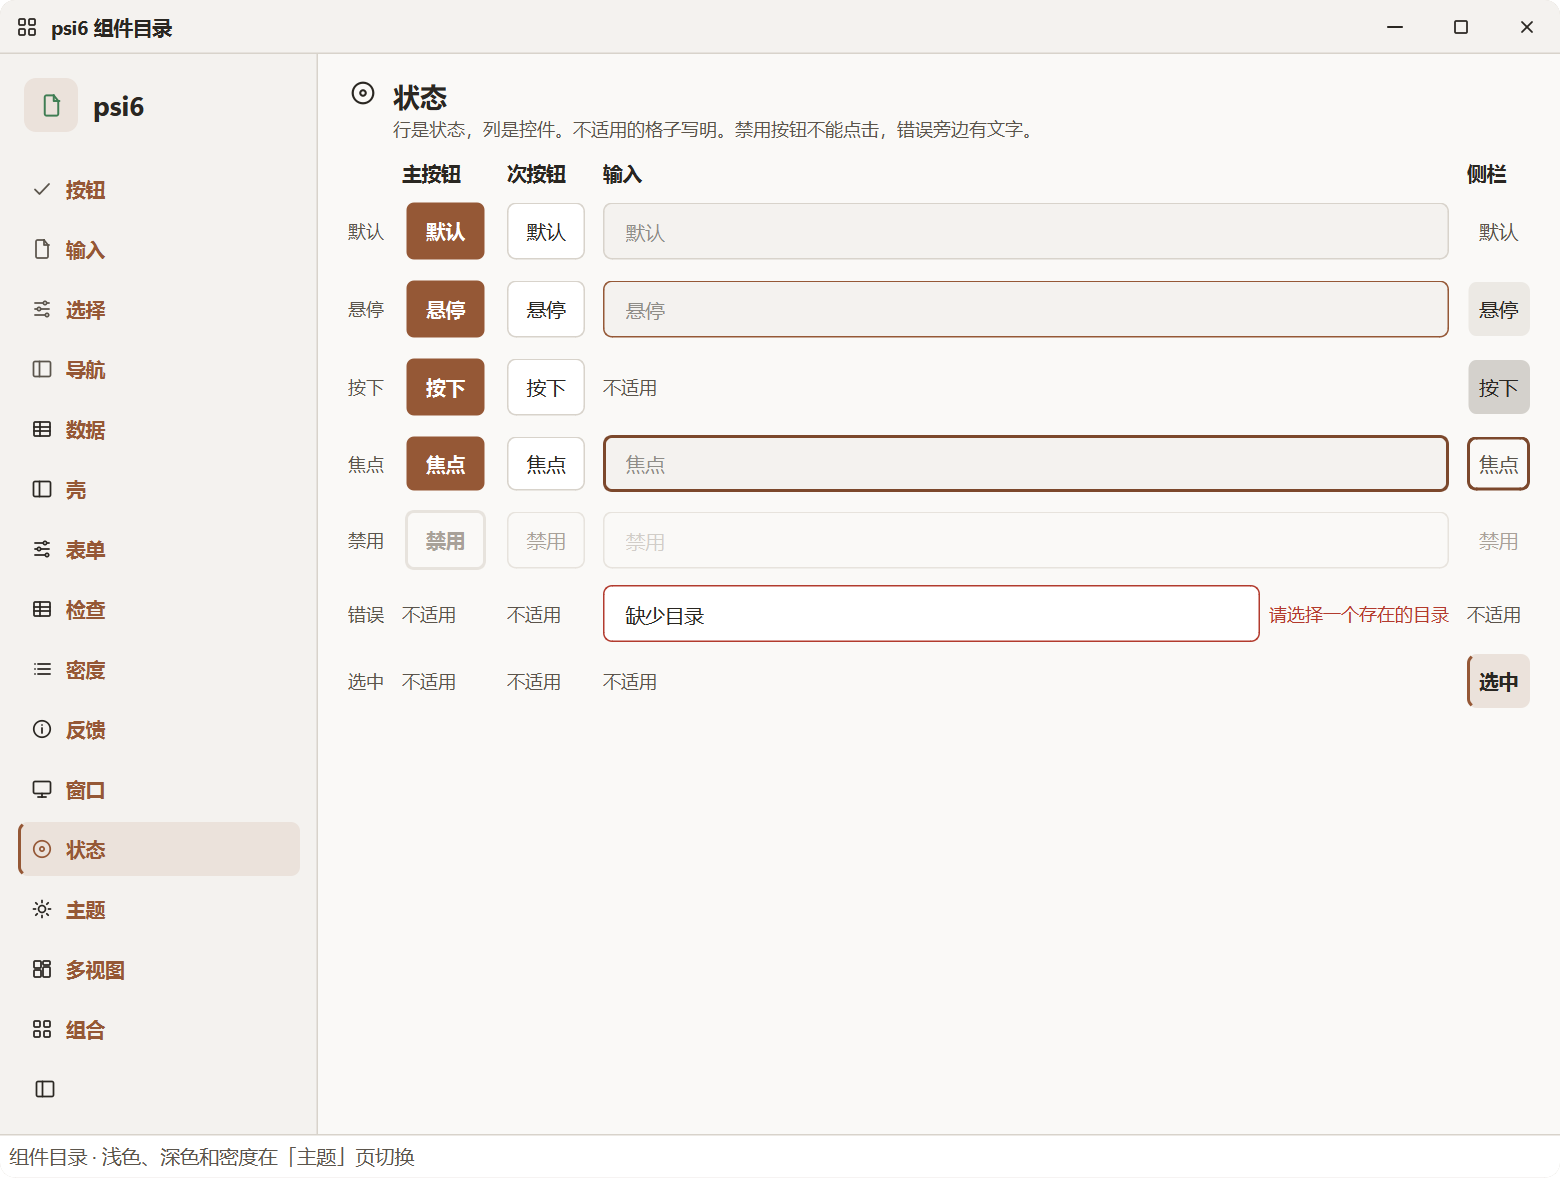 psi6 组件目录
psi6
按钮
输入
选择
导航
数据
壳
表单
检查
密度
反馈
窗口
状态
主题
多视图
组合
状态
行是状态，列是控件。不适用的格子写明。禁用按钮不能点击，错误旁边有文字。
主按钮 次按钮 输入 侧栏
默认 默认 默认 默认 默认
悬停 悬停 悬停 悬停 悬停
按下 按下 按下 不适用 按下
焦点 焦点 焦点 焦点 焦点
禁用 禁用 禁用 禁用 禁用
错误 不适用 不适用 缺少目录 请选择一个存在的目录 不适用
选中 不适用 不适用 不适用 选中
组件目录 · 浅色、深色和密度在「主题」页切换